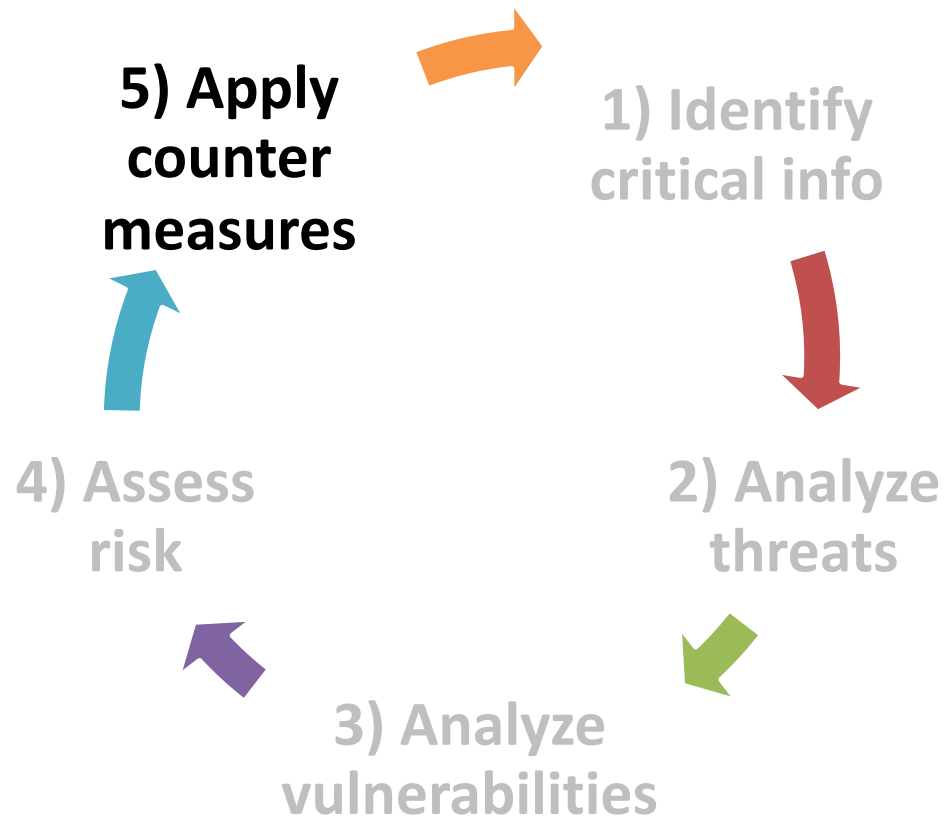 5) Apply
counter
measures
1) Identify
critical info
2) Analyze
threats
3) Analyze
vulnerabilities
4) Assess
risk